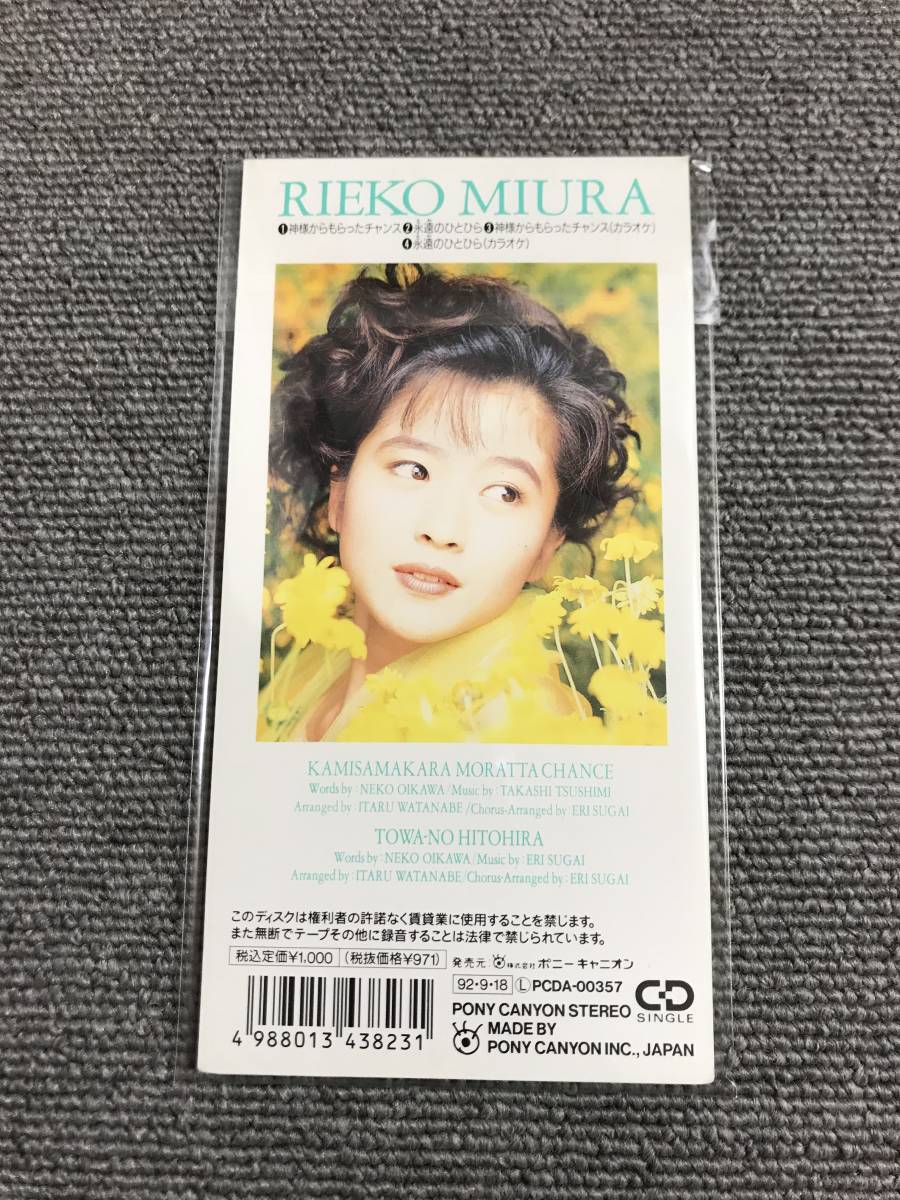 RIEKO MIURA
❶神様からもらったチャンス❷永遠のひとひら❸神様からもらったチャンス(カラオケ)
❹永遠のひとひら(カラオケ)
KAMISAMAKARA MORATTA CHANCE
Words by:NEKO OIKAWA/Music by:TAKASHI TSUSHIMI
Arranged by:ITARU WATANABE/Chorus-Arranged by:ERI SUGAI
TOWA-NO HITOHIRA
Words by:NEKO OIKAWA/Music by:ERI SUGAI
Arranged by:ITARU WATANABE/Chorus-Arranged by:ERI SUGAI
このディスクは権利者の許諾なく賃貸業に使用することを禁じます。
また無断でテープその他に録音することは法律で禁じられています。
税込定価¥1,000 (税抜価格¥971) 発売元: 株式会社 ポニーキャニオン
92・9・18 Ⓛ PCDA-00357
CD SINGLE
PONY CANYON STEREO
MADE BY
PONY CANYON INC., JAPAN
4 988013 438231